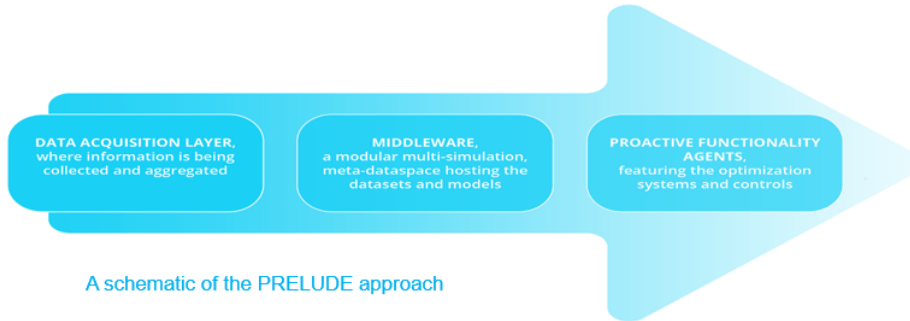 DATA ACQUISITION LAYER,
where information is being
collected and aggregated
MIDDLEWARE,
a modular multi-simulation,
meta-dataspace hosting the
datasets and models
PROACTIVE FUNCTIONALITY
AGENTS,
featuring the optimization
systems and controls
A schematic of the PRELUDE approach